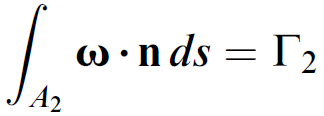 ∫_{A₂} **ω** · **n** ds = Γ₂